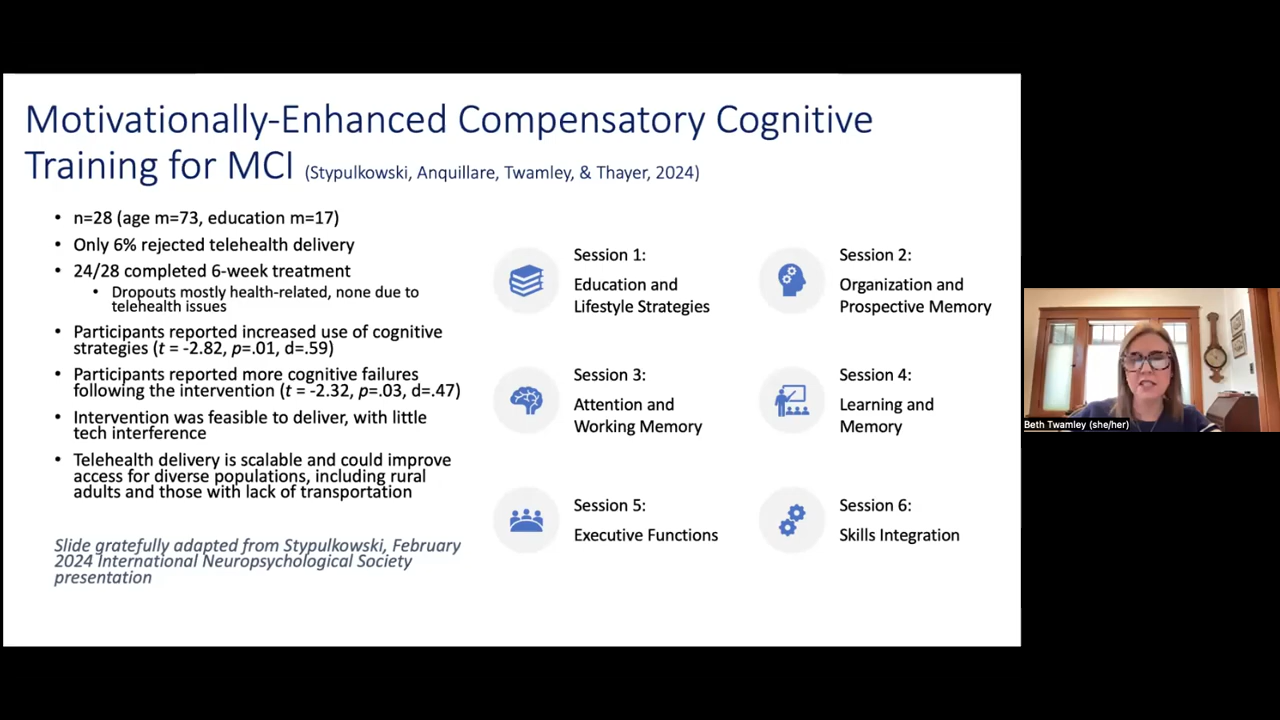 Motivationally-Enhanced Compensatory Cognitive
Training for MCI (Stypulkowski, Anquillare, Twamley, & Thayer, 2024)
• n=28 (age m=73, education m=17)
• Only 6% rejected telehealth delivery
• 24/28 completed 6-week treatment
• Dropouts mostly health-related, none due to
telehealth issues
• Participants reported increased use of cognitive
strategies (t = -2.82, p=.01, d=.59)
• Participants reported more cognitive failures
following the intervention (t = -2.32, p=.03, d=.47)
• Intervention was feasible to deliver, with little
tech interference
• Telehealth delivery is scalable and could improve
access for diverse populations, including rural
adults and those with lack of transportation
Slide gratefully adapted from Stypulkowski, February
2024 International Neuropsychological Society
presentation
Session 1:
Education and
Lifestyle Strategies
Session 2:
Organization and
Prospective Memory
Session 3:
Attention and
Working Memory
Session 4:
Learning and
Memory
Session 5:
Executive Functions
Session 6:
Skills Integration
Beth Twamley (she/her)